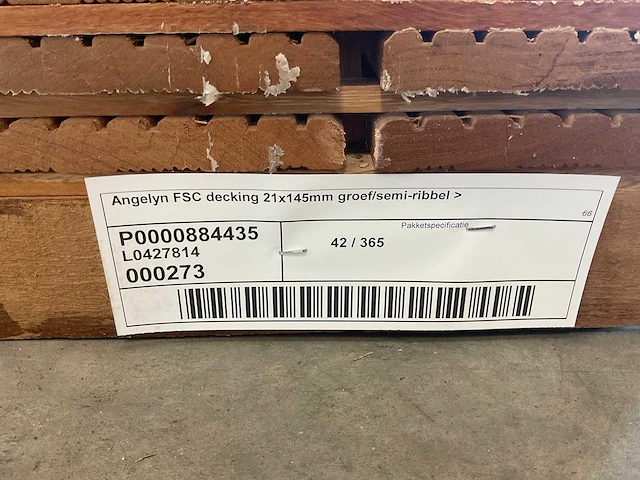 Angelyn FSC decking 21x145mm groef/semi-ribbel >
66
Pakketspecificatie
P0000884435
42 / 365
L0427814
000273